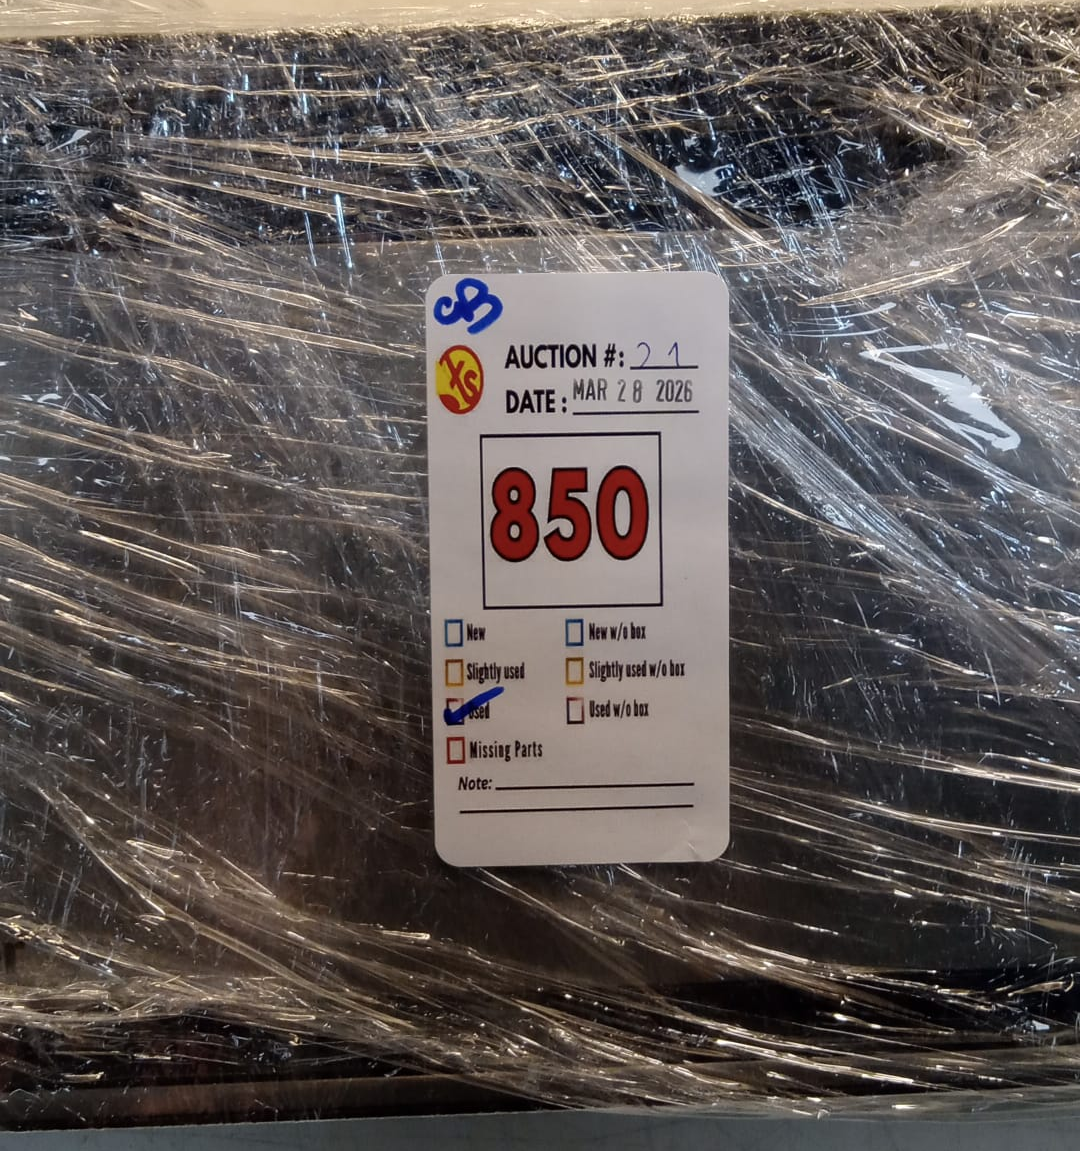 CB
XS
AUCTION #: 21
DATE: MAR 28 2026
850
New
New w/o box
Slightly used
Slightly used w/o box
Used
Used w/o box
Missing Parts
Note: